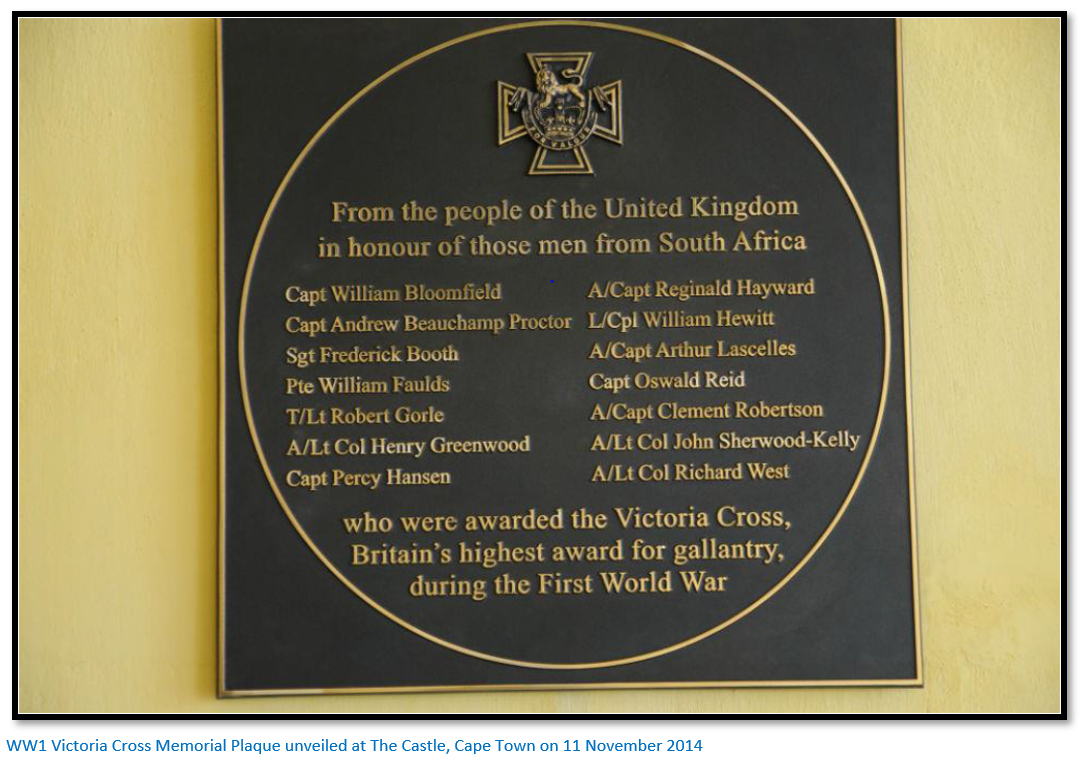 FOR VALOUR
From the people of the United Kingdom
in honour of those men from South Africa
Capt William Bloomfield
Capt Andrew Beauchamp Proctor
Sgt Frederick Booth
Pte William Faulds
T/Lt Robert Gorle
A/Lt Col Henry Greenwood
Capt Percy Hansen
A/Capt Reginald Hayward
L/Cpl William Hewitt
A/Capt Arthur Lascelles
Capt Oswald Reid
A/Capt Clement Robertson
A/Lt Col John Sherwood-Kelly
A/Lt Col Richard West
who were awarded the Victoria Cross,
Britain's highest award for gallantry,
during the First World War
WW1 Victoria Cross Memorial Plaque unveiled at The Castle, Cape Town on 11 November 2014